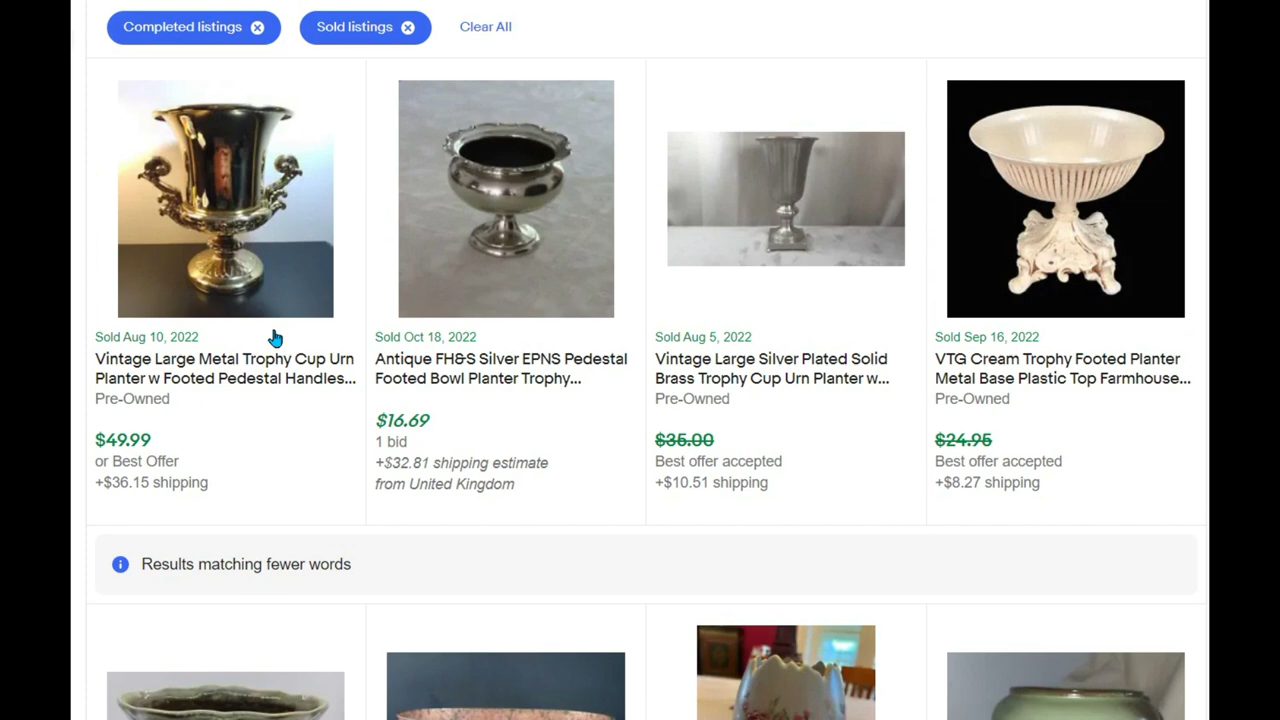 Completed listings
Sold listings
Clear All
Sold Aug 10, 2022
Vintage Large Metal Trophy Cup Urn
Planter w Footed Pedestal Handles...
Pre-Owned
$49.99
or Best Offer
+$36.15 shipping
Sold Oct 18, 2022
Antique FH&S Silver EPNS Pedestal
Footed Bowl Planter Trophy...
$16.69
1 bid
+$32.81 shipping estimate
from United Kingdom
Sold Aug 5, 2022
Vintage Large Silver Plated Solid
Brass Trophy Cup Urn Planter w...
Pre-Owned
$35.00
Best offer accepted
+$10.51 shipping
Sold Sep 16, 2022
VTG Cream Trophy Footed Planter
Metal Base Plastic Top Farmhouse...
Pre-Owned
$24.95
Best offer accepted
+$8.27 shipping
Results matching fewer words